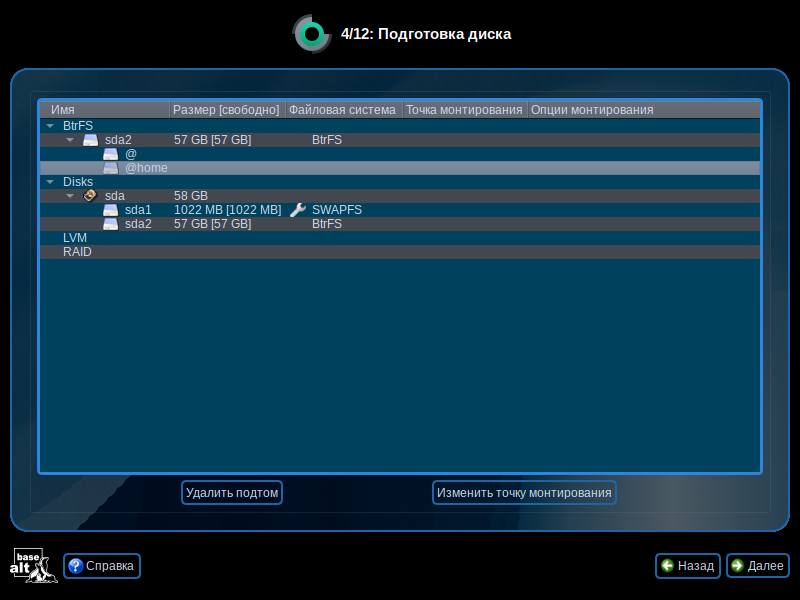 4/12: Подготовка диска
Имя Размер [свободно] Файловая система Точка монтирования Опции монтирования
BtrFS
sda2 57 GB [57 GB] BtrFS
@
@home
Disks
sda 58 GB
sda1 1022 MB [1022 MB] SWAPFS
sda2 57 GB [57 GB] BtrFS
LVM
RAID
Удалить подтом Изменить точку монтирования
base
alt
? Справка Назад Далее